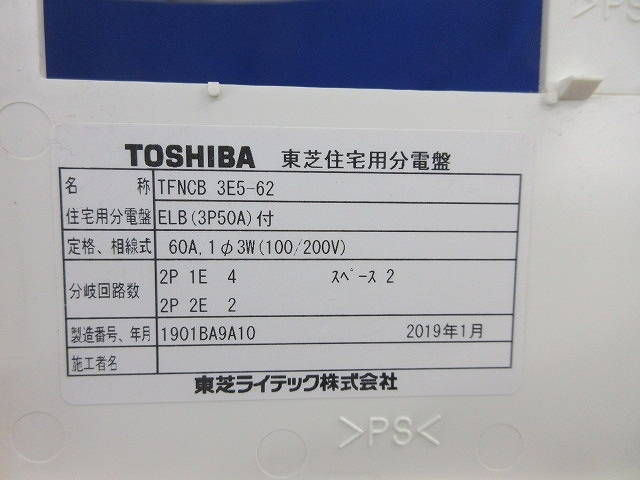 >PS
TOSHIBA 東芝住宅用分電盤
名 称 TFNCB 3E5-62
住宅用分電盤 ELB(3P50A)付
定格、相線式 60A,1φ3W(100/200V)
分岐回路数 2P 1E 4 ｽﾍﾟｰｽ 2
2P 2E 2
製造番号、年月 1901BA9A10 2019年1月
施工者名
東芝ライテック株式会社
>PS<